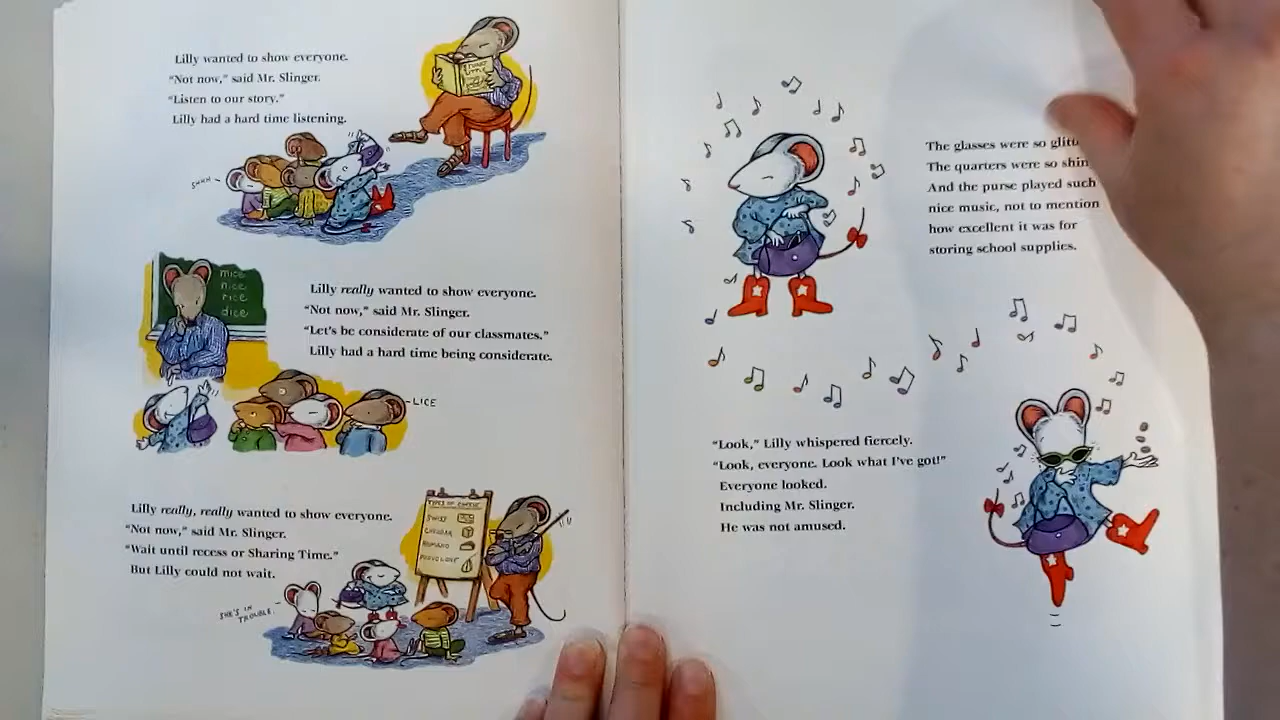 Lilly wanted to show everyone.
"Not now," said Mr. Slinger.
"Listen to our story."
Lilly had a hard time listening.
STUART
LITTLE
SHHH
mice
nice
rice
dice
Lilly really wanted to show everyone.
"Not now," said Mr. Slinger.
"Let's be considerate of our classmates."
Lilly had a hard time being considerate.
LICE
Lilly really, really wanted to show everyone.
"Not now," said Mr. Slinger.
"Wait until recess or Sharing Time."
But Lilly could not wait.
TYPES OF CHEESE
SWISS
CHEDDAR
ROMANO
PROVOLONE
SHE'S IN
TROUBLE.
The glasses were so
The quarters were so
And the purse played such
nice music, not to mention
how excellent it was for
storing school supplies.
"Look," Lilly whispered fiercely.
"Look, everyone. Look what I've got!"
Everyone looked.
Including Mr. Slinger.
He was not amused.